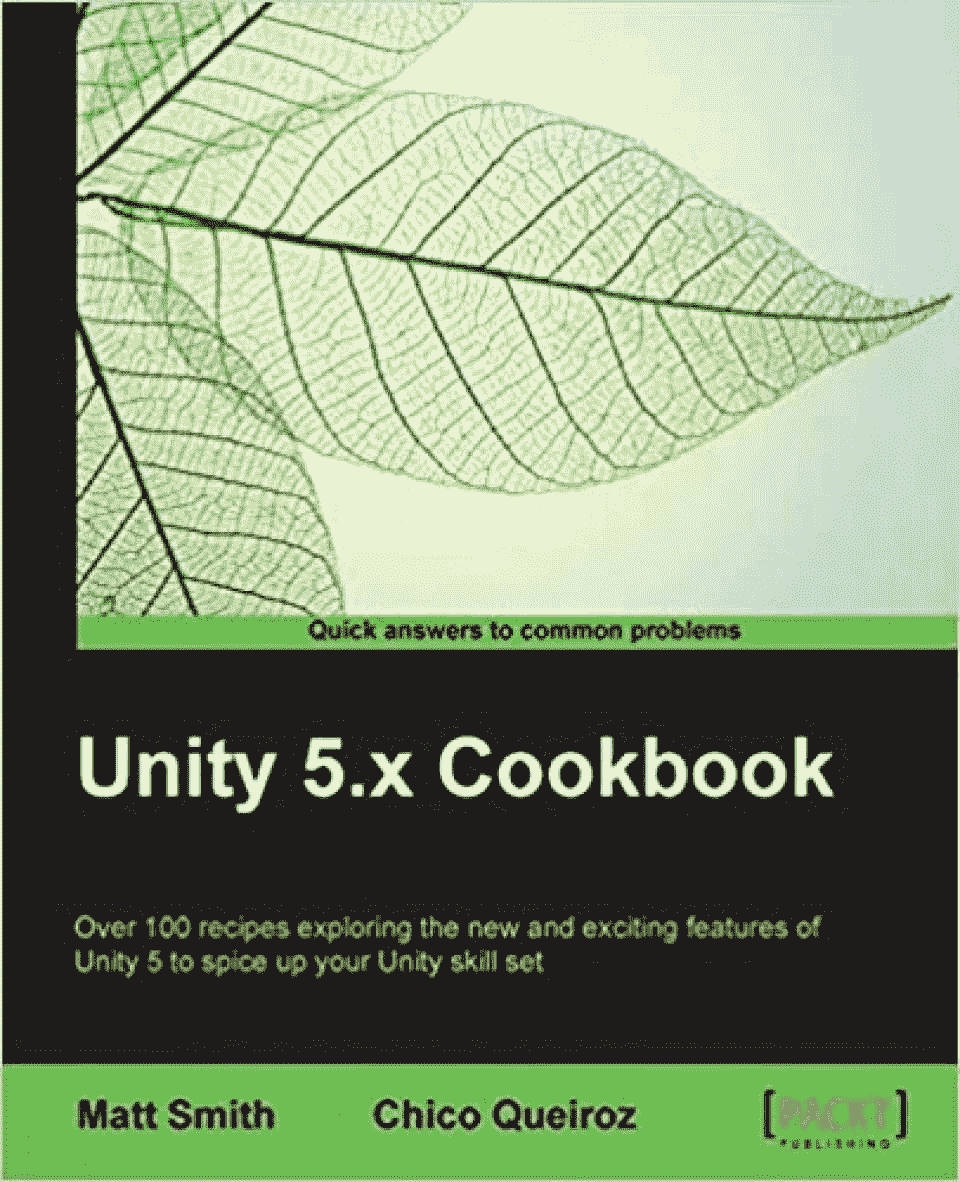 Quick answers to common problems
Unity 5.x Cookbook
Over 100 recipes exploring the new and exciting features of
Unity 5 to spice up your Unity skill set
Matt Smith Chico Queiroz
[PACKT]
PUBLISHING